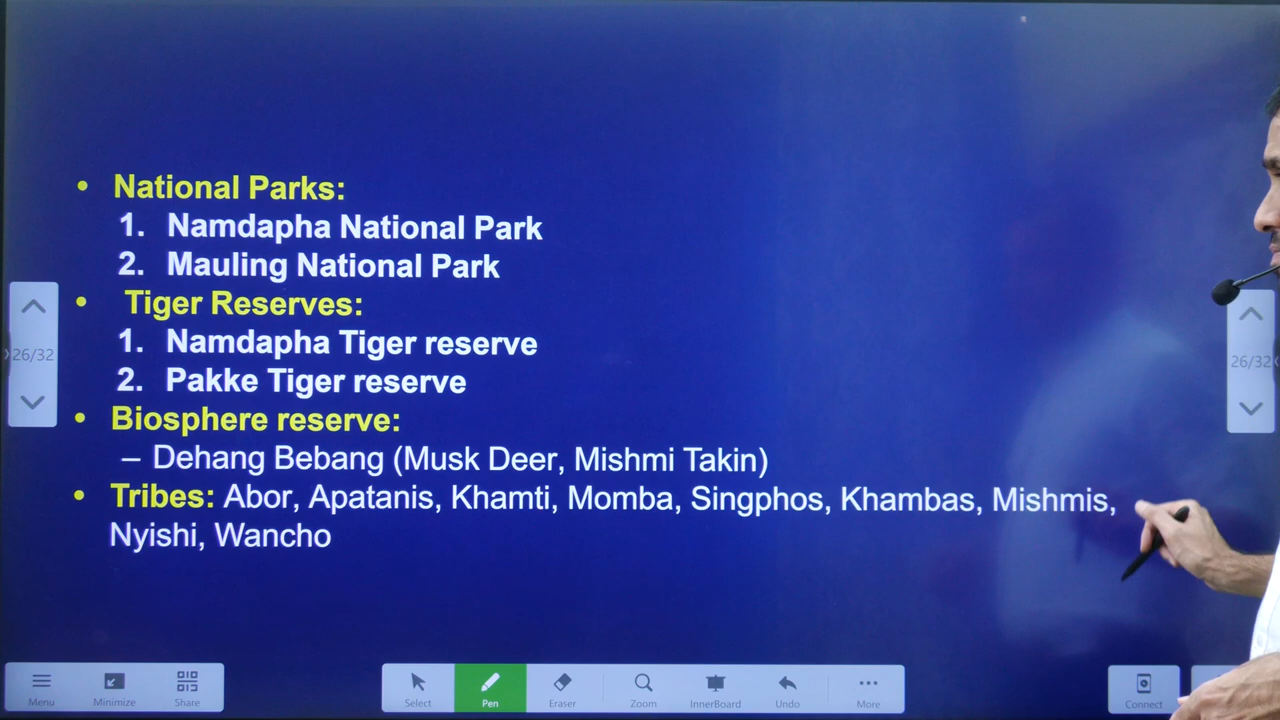 • National Parks:
1. Namdapha National Park
2. Mauling National Park
• Tiger Reserves:
1. Namdapha Tiger reserve
2. Pakke Tiger reserve
• Biosphere reserve:
– Dehang Bebang (Musk Deer, Mishmi Takin)
• Tribes: Abor, Apatanis, Khamti, Momba, Singphos, Khambas, Mishmis,
Nyishi, Wancho
26/32
26/32
Menu Minimize Share Select Pen Eraser Zoom InnerBoard Undo More Connect